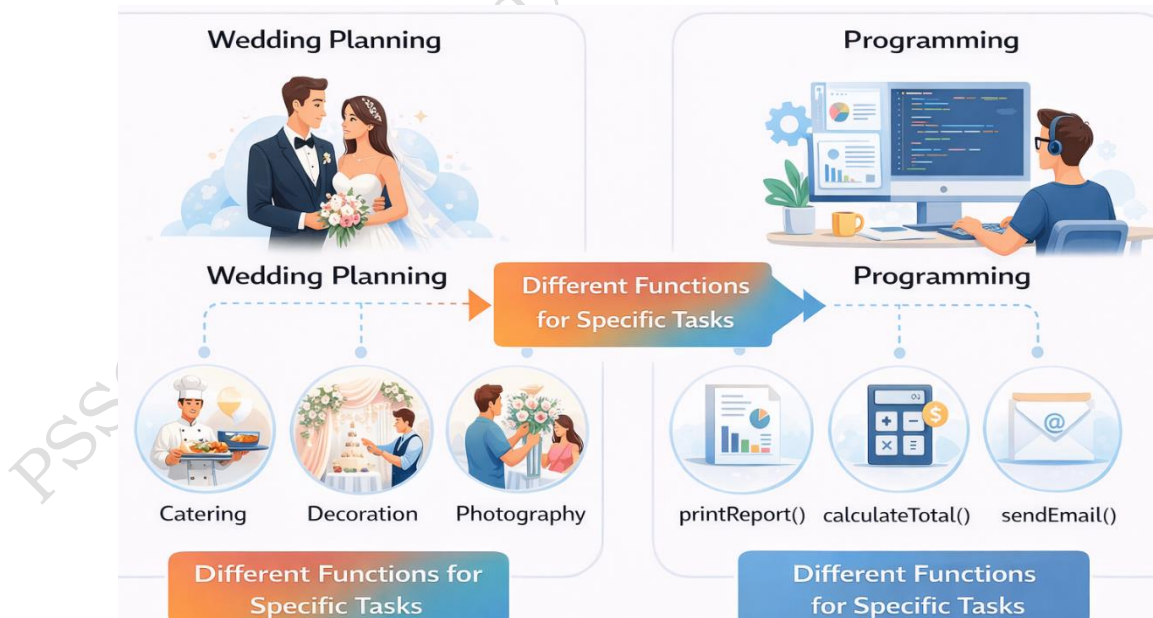 Wedding Planning
Programming
Wedding Planning
Different Functions
for Specific Tasks
Programming
@
Catering
Decoration
Photography
printReport()
calculateTotal()
sendEmail()
Different Functions for
Specific Tasks
Different Functions
for Specific Tasks